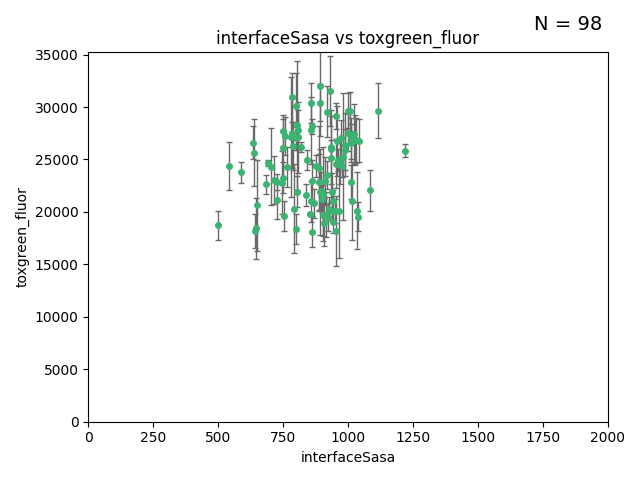 N = 98
interfaceSasa vs toxgreen_fluor
35000
30000
25000
20000
15000
10000
5000
0
toxgreen_fluor
0 250 500 750 1000 1250 1500 1750 2000
interfaceSasa